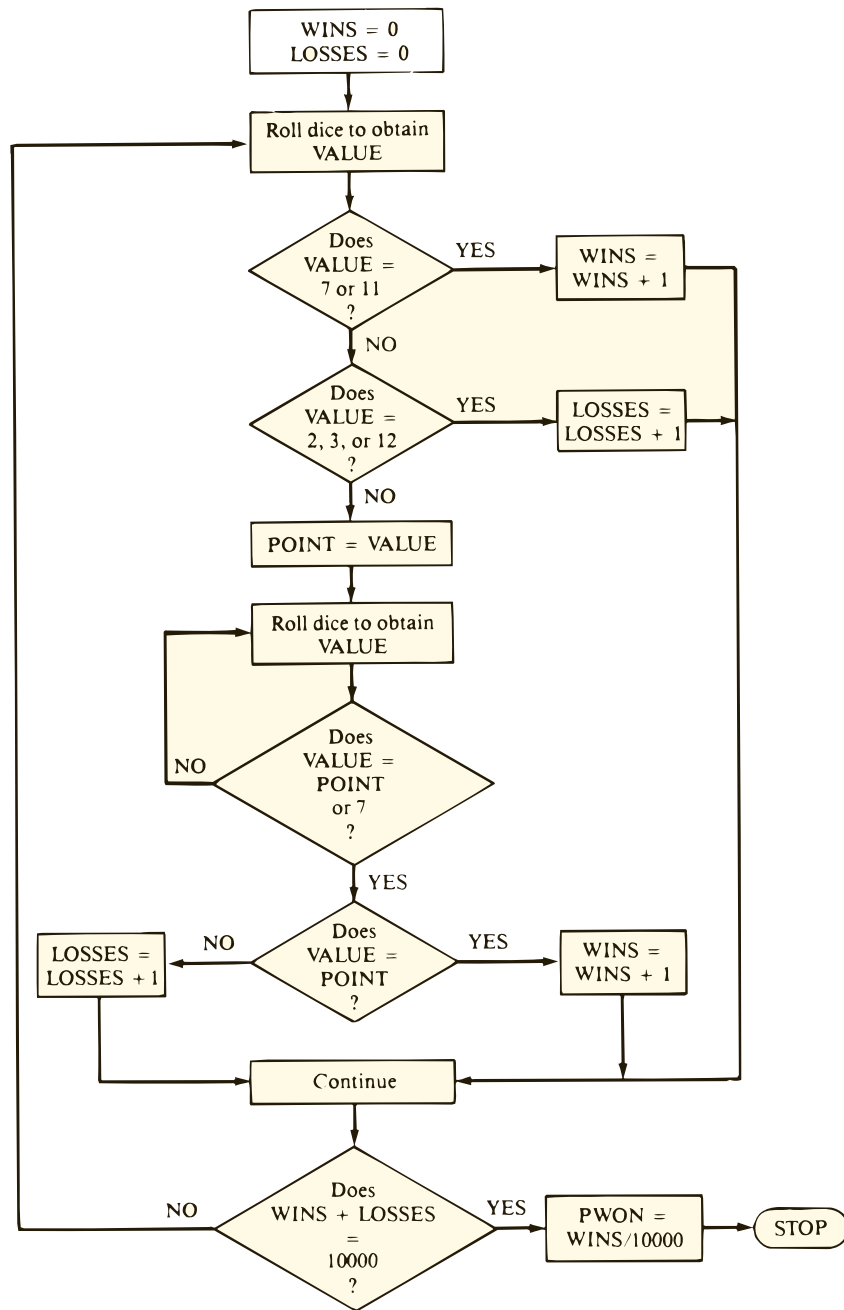 WINS = 0
LOSSES = 0
Roll dice to obtain
VALUE
Does
VALUE =
7 or 11
?
YES
WINS =
WINS + 1
NO
Does
VALUE =
2, 3, or 12
?
YES
LOSSES =
LOSSES + 1
NO
POINT = VALUE
Roll dice to obtain
VALUE
Does
VALUE =
POINT
or 7
?
NO
YES
Does
VALUE =
POINT
?
NO
LOSSES =
LOSSES + 1
YES
WINS =
WINS + 1
Continue
Does
WINS + LOSSES
=
10000
?
NO
YES
PWON =
WINS/10000
STOP